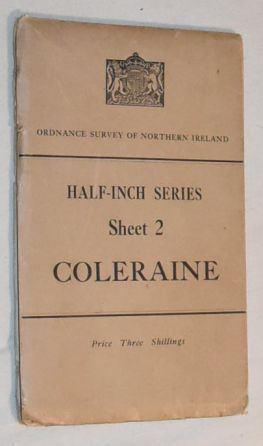 ORDNANCE SURVEY OF NORTHERN IRELAND
HALF-INCH SERIES
Sheet 2
COLERAINE
Price Three Shillings